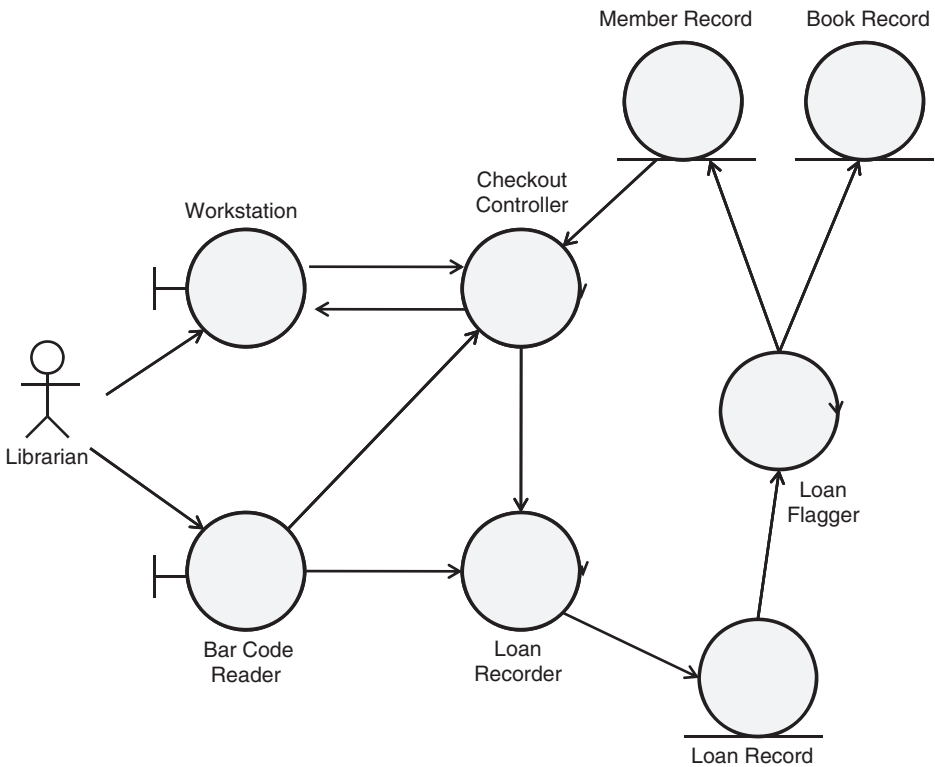 Member Record
Book Record
Checkout
Controller
Workstation
Librarian
Loan
Flagger
Bar Code
Reader
Loan
Recorder
Loan Record